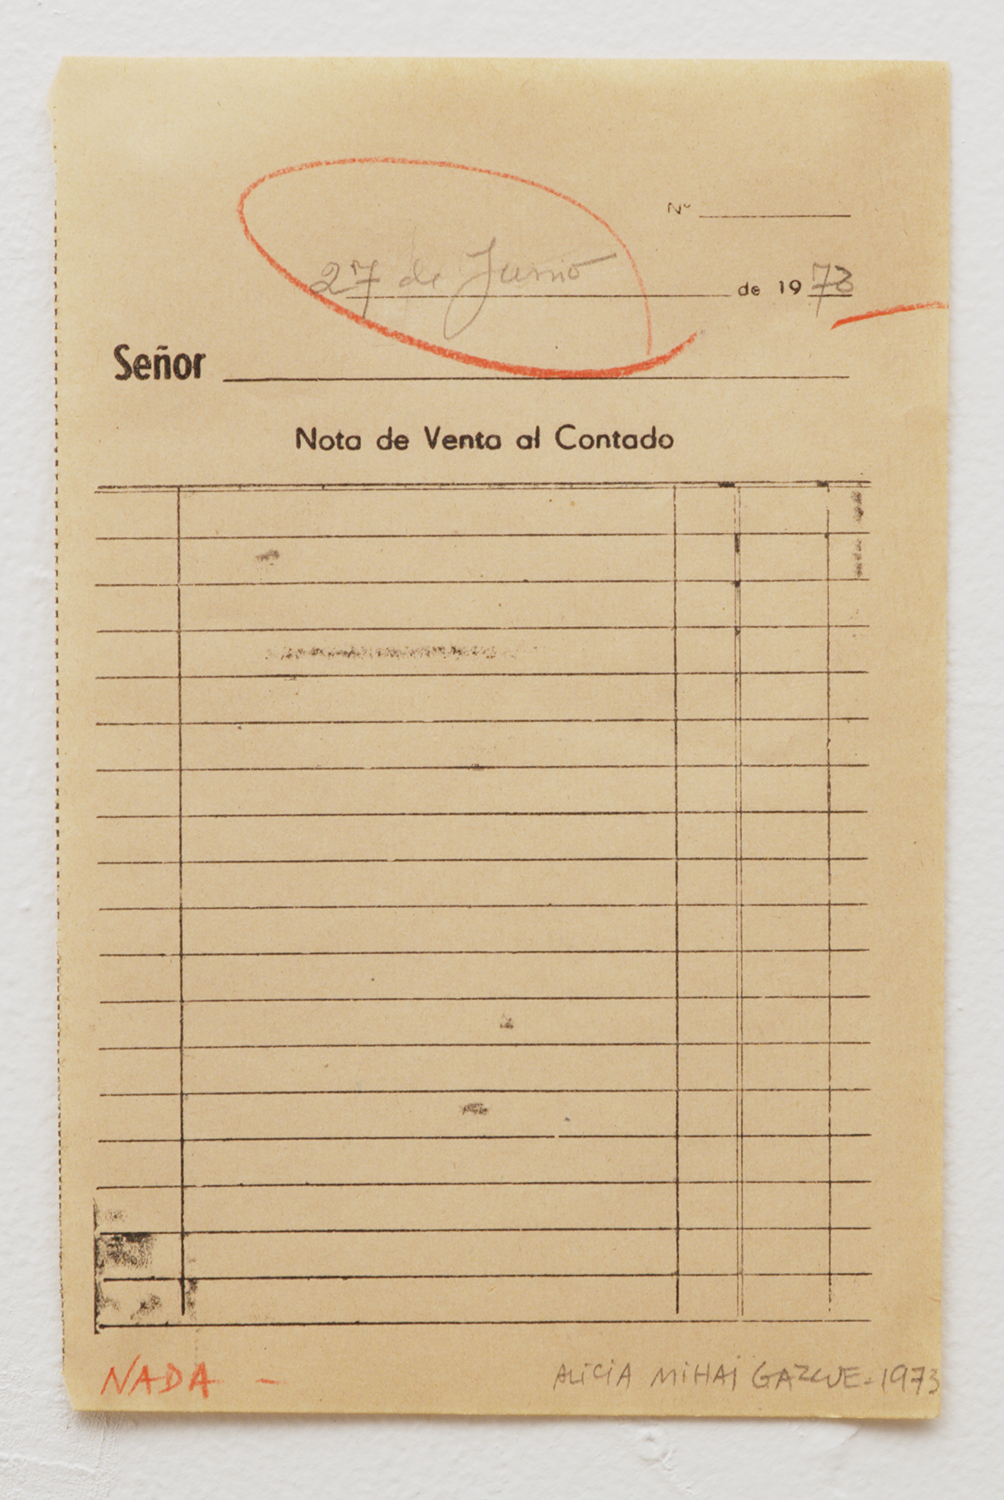 Nº
27 de Junio de 1973
Señor
Nota de Venta al Contado
NADA -
ALICIA MIHAI GAZCUE - 1973